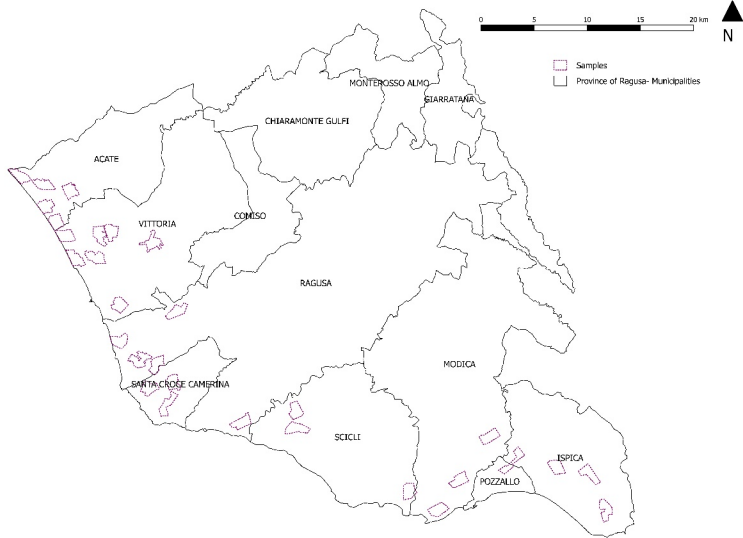 0 5 10 15 20 km
N
Samples
Province of Ragusa- Municipalities
MONTEROSSO ALMO
GIARRATANA
CHIARAMONTE GULFI
ACATE
VITTORIA
COMISO
RAGUSA
MODICA
SANTA CROCE CAMERINA
SCICLI
ISPICA
POZZALLO